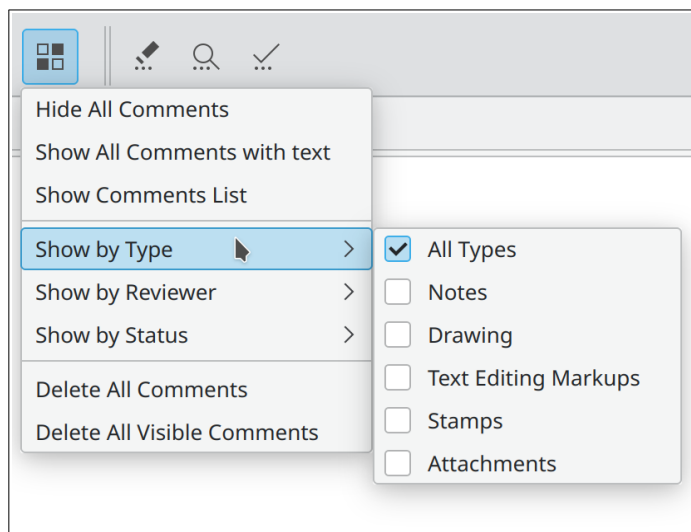 Hide All Comments
Show All Comments with text
Show Comments List
Show by Type
Show by Reviewer
Show by Status
Delete All Comments
Delete All Visible Comments
All Types
Notes
Drawing
Text Editing Markups
Stamps
Attachments